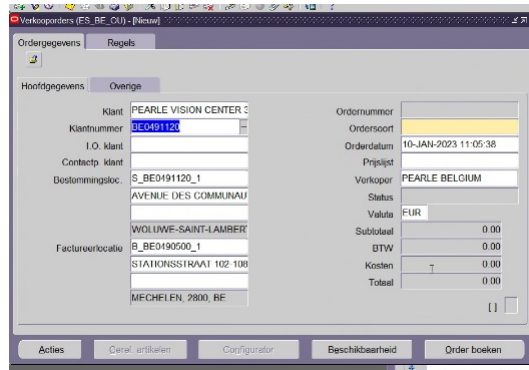 Verkooporders (ES_BE_OU) - [Nieuw]
Ordergegevens Regels
Hoofdgegevens Overige
Klant PEARLE VISION CENTER 3
Klantnummer BE0491120
I.O. klant
Contactp. klant
Bestemmingsloc. S_BE0491120_1
AVENUE DES COMMUNAU
WOLUWE-SAINT-LAMBER
Factureerlocatie B_BE0490500_1
STATIONSSTRAAT 102-108
MECHELEN, 2800, BE
Ordernummer
Ordersoort
Orderdatum 10-JAN-2023 11:05:38
Prijslijst
Verkoper PEARLE BELGIUM
Status
Valuta EUR
Subtotaal 0.00
BTW 0.00
Kosten 0.00
Totaal 0.00
[ ]
Acties Gerel. artikelen Configurator Beschikbaarheid Order boeken